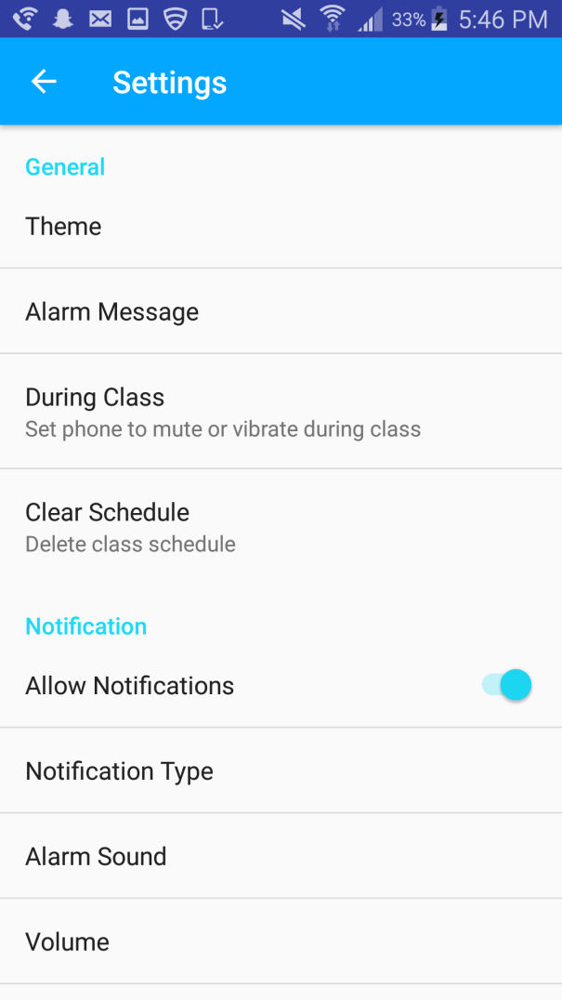 33% 5:46 PM
Settings
General
Theme
Alarm Message
During Class
Set phone to mute or vibrate during class
Clear Schedule
Delete class schedule
Notification
Allow Notifications
Notification Type
Alarm Sound
Volume